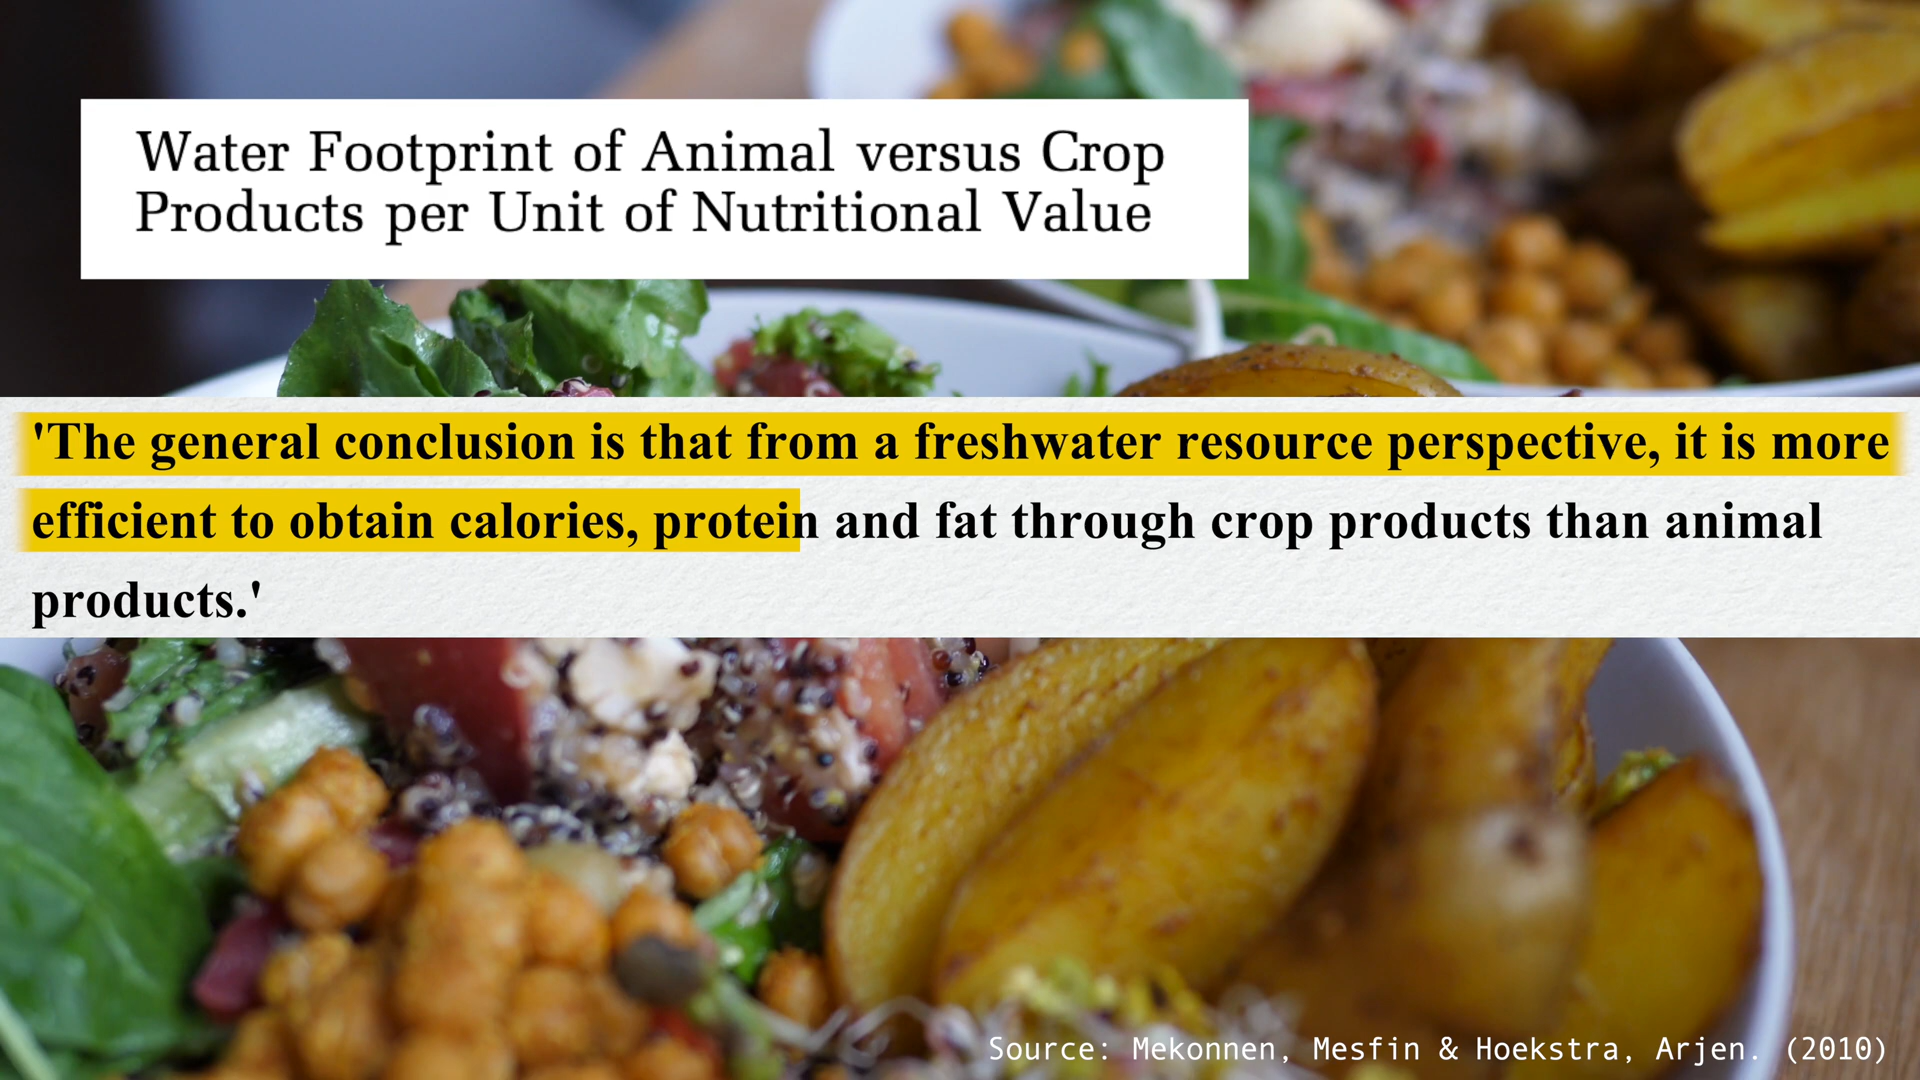 Water Footprint of Animal versus Crop
Products per Unit of Nutritional Value
'The general conclusion is that from a freshwater resource perspective, it is more
efficient to obtain calories, protein and fat through crop products than animal
products.'
Source: Mekonnen, Mesfin & Hoekstra, Arjen. (2010)